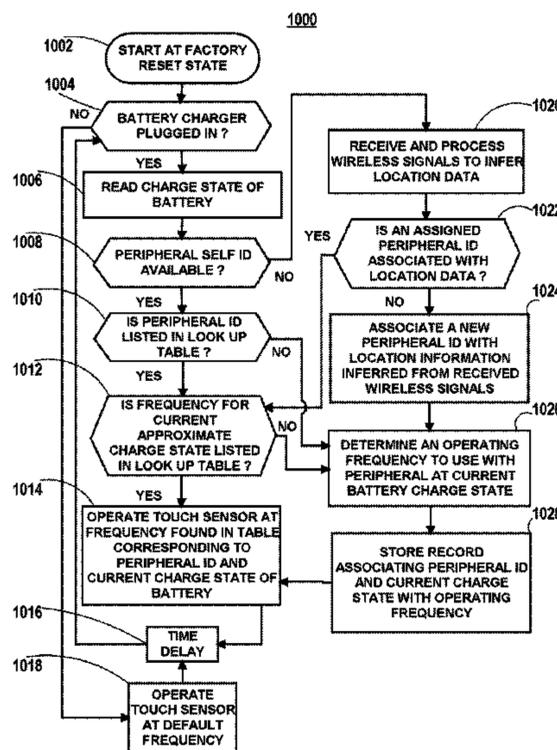 1000
1002
START AT FACTORY
RESET STATE
1004
NO
BATTERY CHARGER
PLUGGED IN ?
YES
1006
READ CHARGE STATE OF
BATTERY
1008
PERIPHERAL SELF ID
AVAILABLE ?
NO
YES
1010
IS PERIPHERAL ID
LISTED IN LOOK UP
TABLE ?
NO
YES
1012
IS FREQUENCY FOR
CURRENT
APPROXIMATE
CHARGE STATE LISTED
IN LOOK UP TABLE ?
NO
YES
1014
OPERATE TOUCH SENSOR AT
FREQUENCY FOUND IN TABLE
CORRESPONDING TO
PERIPHERAL ID AND
CURRENT CHARGE STATE OF
BATTERY
1016
TIME
DELAY
1018
OPERATE
TOUCH SENSOR
AT DEFAULT
FREQUENCY
1020
RECEIVE AND PROCESS
WIRELESS SIGNALS TO INFER
LOCATION DATA
1022
YES
IS AN ASSIGNED
PERIPHERAL ID
ASSOCIATED WITH
LOCATION DATA ?
NO
1024
ASSOCIATE A NEW
PERIPHERAL ID WITH
LOCATION INFORMATION
INFERRED FROM RECEIVED
WIRELESS SIGNALS
1026
DETERMINE AN OPERATING
FREQUENCY TO USE WITH
PERIPHERAL AT CURRENT
BATTERY CHARGE STATE
1028
STORE RECORD
ASSOCIATING PERIPHERAL ID
AND CURRENT CHARGE
STATE WITH OPERATING
FREQUENCY